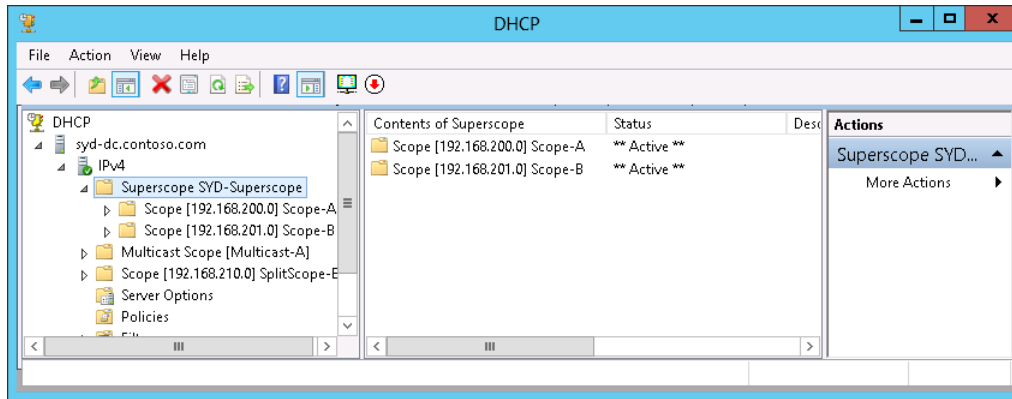 DHCP
File Action View Help
DHCP
syd-dc.contoso.com
IPv4
Superscope SYD-Superscope
Scope [192.168.200.0] Scope-A
Scope [192.168.201.0] Scope-B
Multicast Scope [Multicast-A]
Scope [192.168.210.0] SplitScope-E
Server Options
Policies
Contents of Superscope Status Desc
Scope [192.168.200.0] Scope-A ** Active **
Scope [192.168.201.0] Scope-B ** Active **
Actions
Superscope SYD...
More Actions